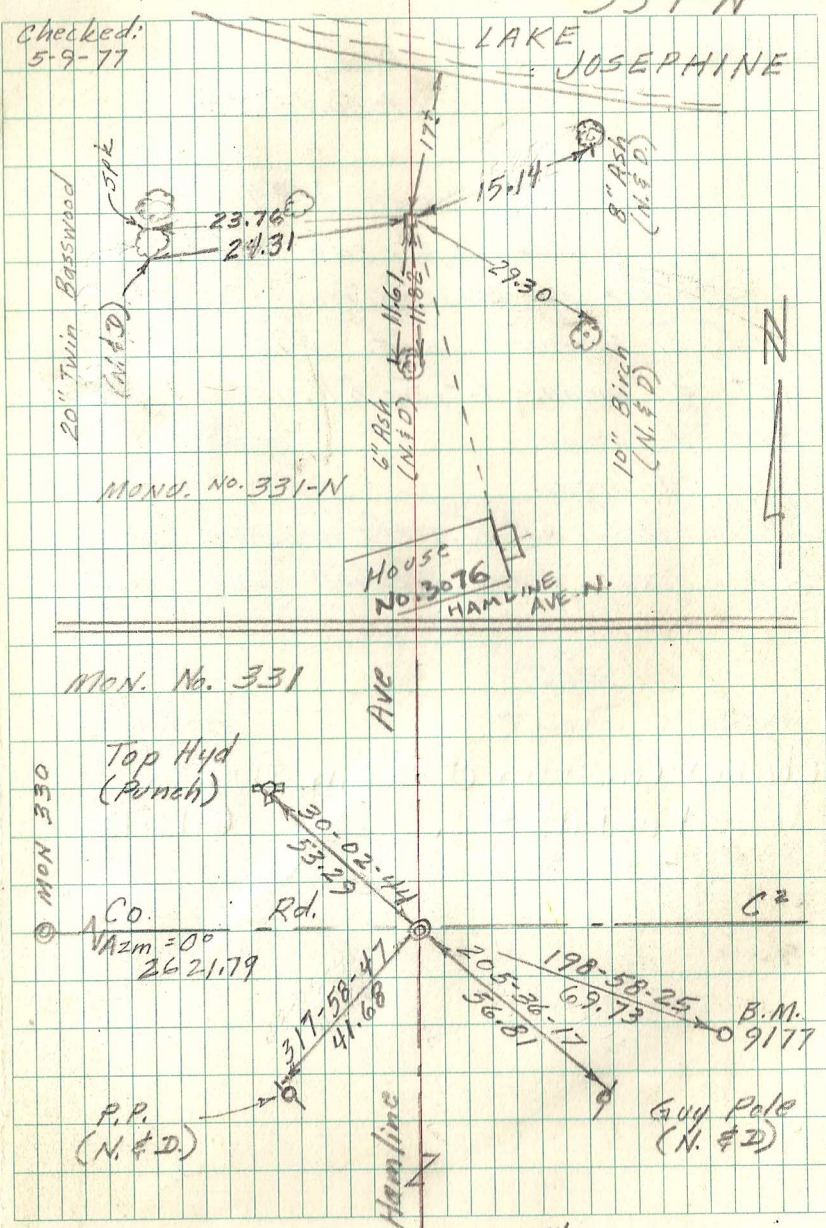 331-N
Checked:
5-9-77
LAKE
JOSEPHINE
17±
20" Twin Basswood
(N. & D)
spk
23.76
24.31
15.14
8" Ash
(N. & D.)
29.30
10" Birch
(N. & D)
11.61
11.82
6" Ash
(N. & D)
N
MONU. No. 331-N
House
No. 3076
HAMLINE
AVE. N.
MON. No. 331
Ave
Top Hyd
(Punch)
MON 330
30-02-44
53.29
Co. Rd. C²
Azm = 0°
2621.79
317-58-47
41.68
198-58-25
69.73
205-36-17
56.81
B.M.
9177
P.P.
(N. & D.)
Guy Pole
(N. & D)
Hamline